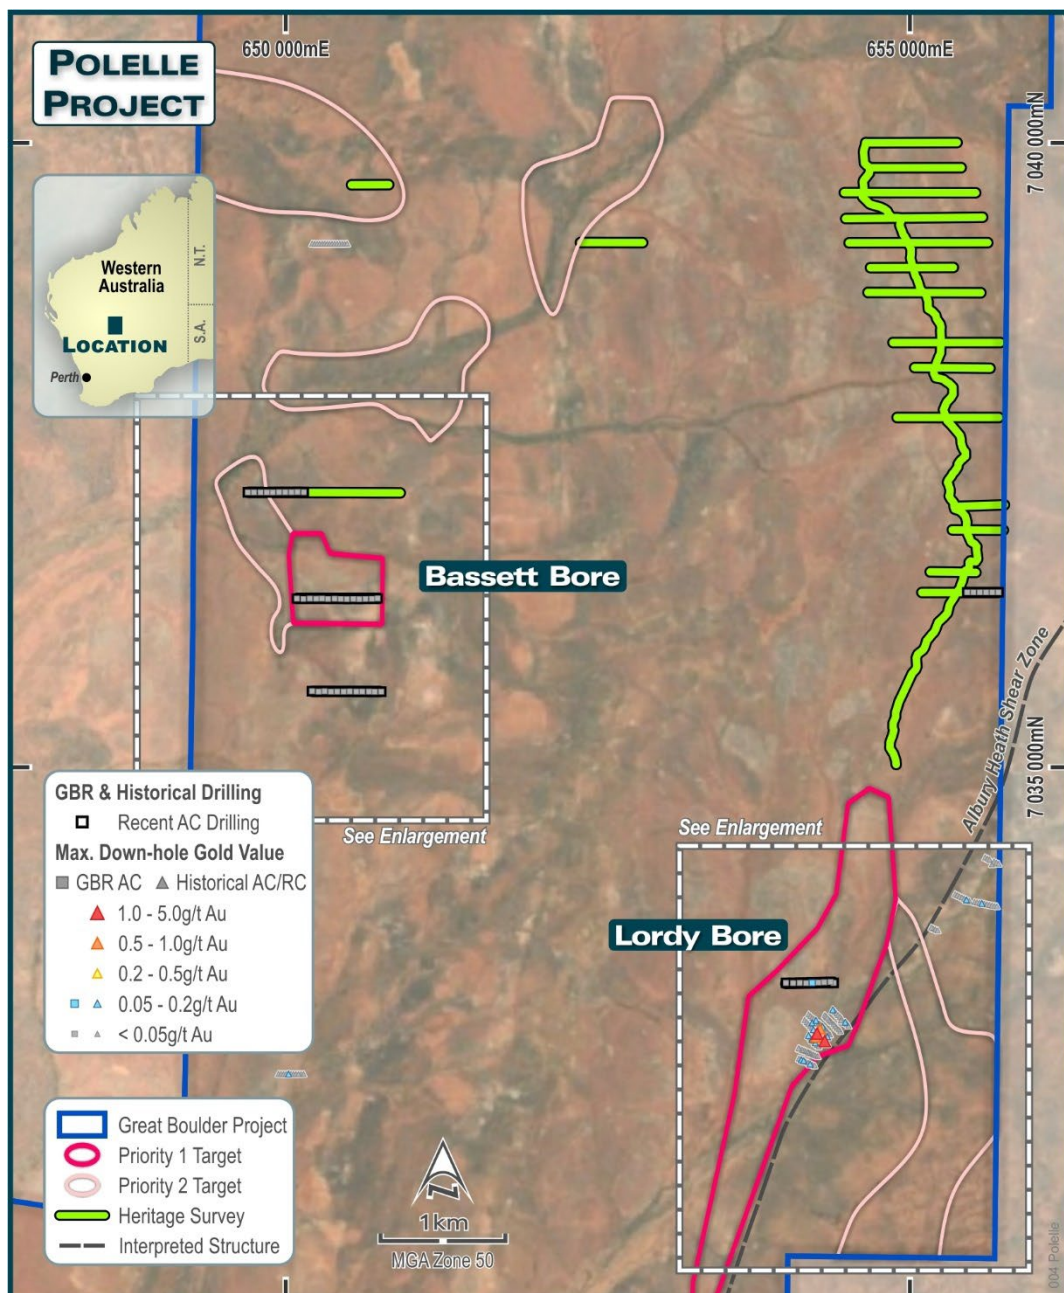 650 000mE
655 000mE
POLELLE
PROJECT
7 040 000mN
Western
Australia
N.T.
S.A.
LOCATION
Perth
Bassett Bore
7 035 000mN
Albury Heath Shear Zone
See Enlargement
See Enlargement
Lordy Bore
GBR & Historical Drilling
Recent AC Drilling
Max. Down-hole Gold Value
GBR AC
Historical AC/RC
1.0 - 5.0g/t Au
0.5 - 1.0g/t Au
0.2 - 0.5g/t Au
0.05 - 0.2g/t Au
< 0.05g/t Au
Great Boulder Project
Priority 1 Target
Priority 2 Target
Heritage Survey
Interpreted Structure
N
1km
MGA Zone 50
004 Polelle